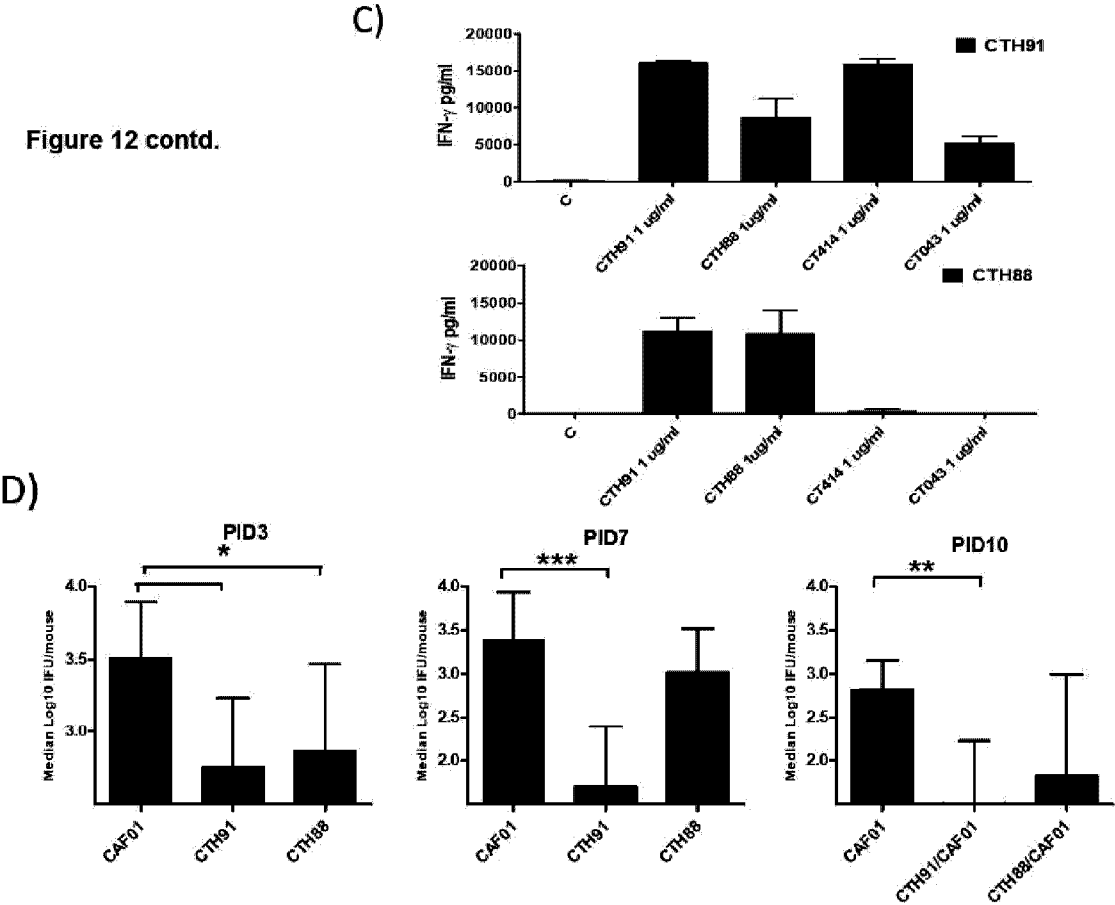 C)
Figure 12 contd.
IFN-γ pg/ml
20000
15000
10000
5000
0
CTH91
C
CTH91 1 ug/ml
CTH88 1ug/ml
CT414 1 ug/ml
CT043 1 ug/ml
IFN-γ pg/ml
20000
15000
10000
5000
0
CTH88
C
CTH91 1 ug/ml
CTH88 1ug/ml
CT414 1 ug/ml
CT043 1 ug/ml
D)
PID3
*
Median Log10 IFU/mouse
4.0
3.5
3.0
CAF01
CTH91
CTH88
PID7
***
Median Log10 IFU/mouse
4.0
3.5
3.0
2.5
2.0
CAF01
CTH91
CTH88
PID10
**
Median Log10 IFU/mouse
4.0
3.5
3.0
2.5
2.0
CAF01
CTH91/CAF01
CTH88/CAF01